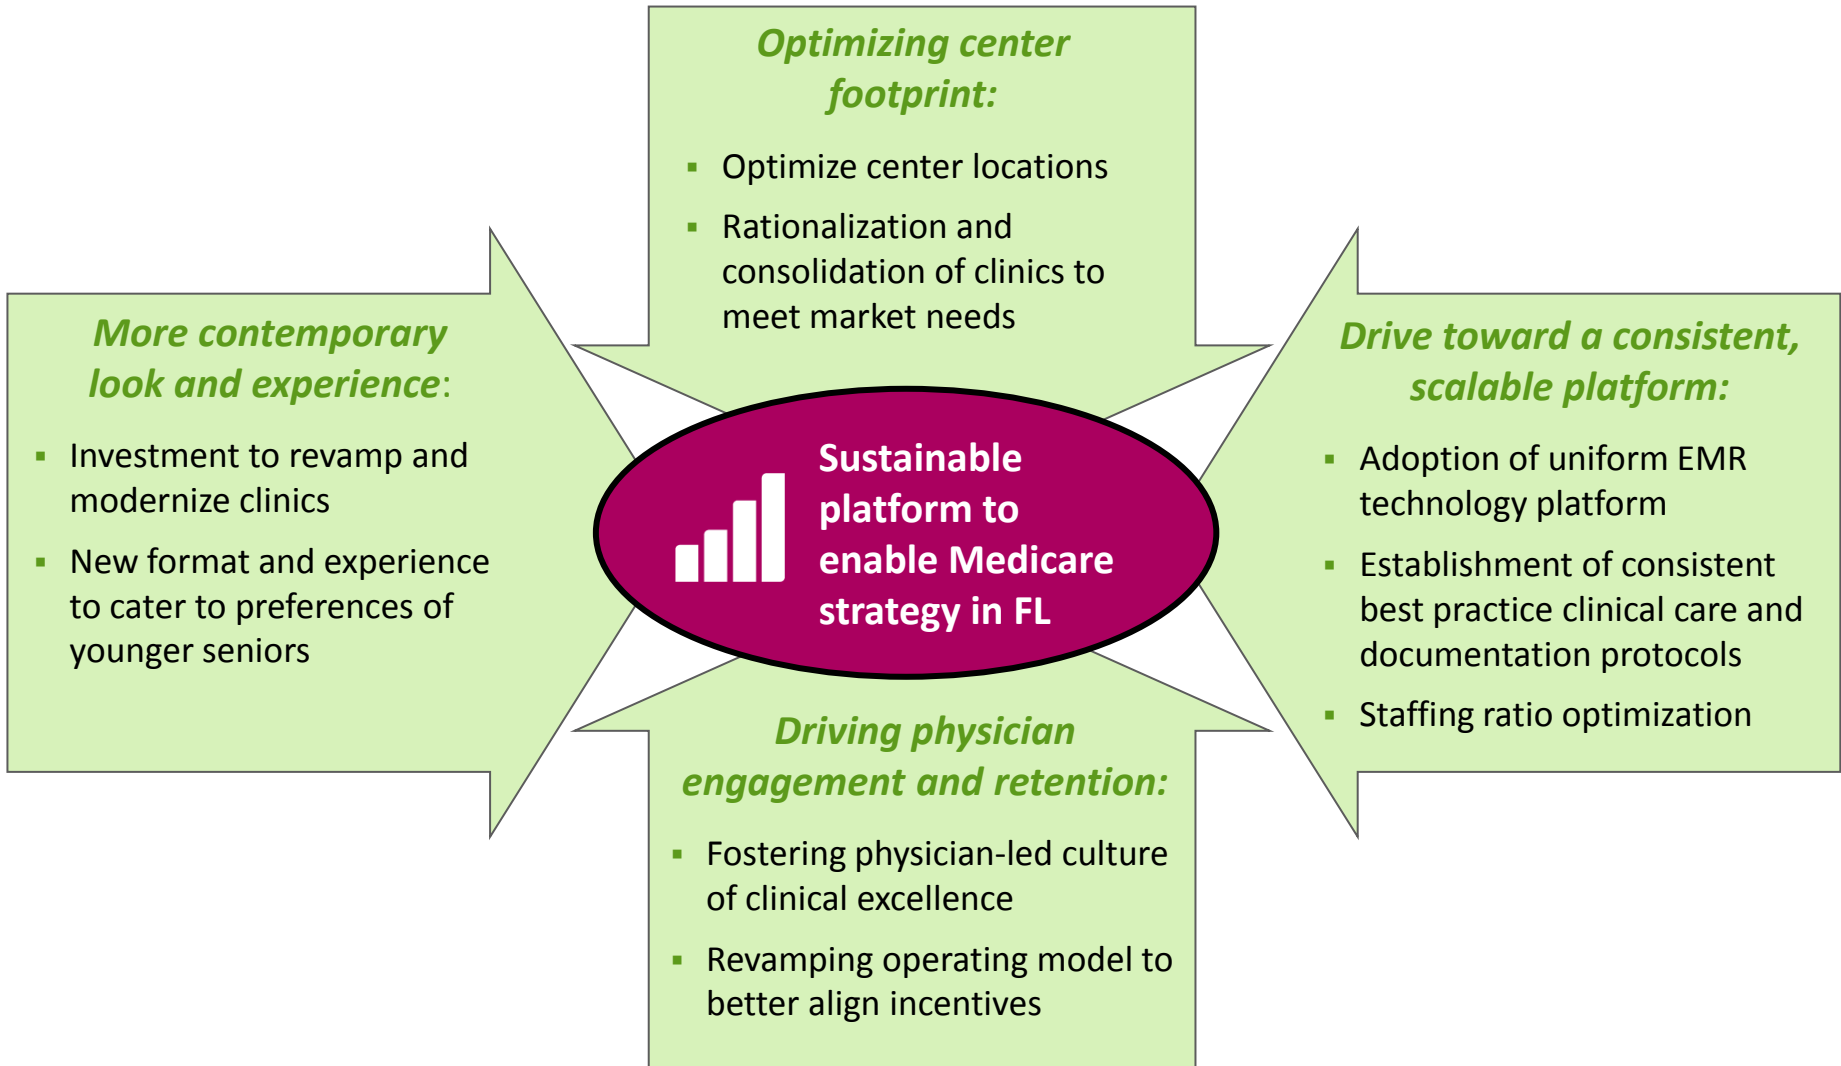 Optimizing center
footprint:
▪ Optimize center locations
▪ Rationalization and
consolidation of clinics to
meet market needs
More contemporary
look and experience:
▪ Investment to revamp and
modernize clinics
▪ New format and experience
to cater to preferences of
younger seniors
Sustainable
platform to
enable Medicare
strategy in FL
Drive toward a consistent,
scalable platform:
▪ Adoption of uniform EMR
technology platform
▪ Establishment of consistent
best practice clinical care and
documentation protocols
▪ Staffing ratio optimization
Driving physician
engagement and retention:
▪ Fostering physician-led culture
of clinical excellence
▪ Revamping operating model to
better align incentives